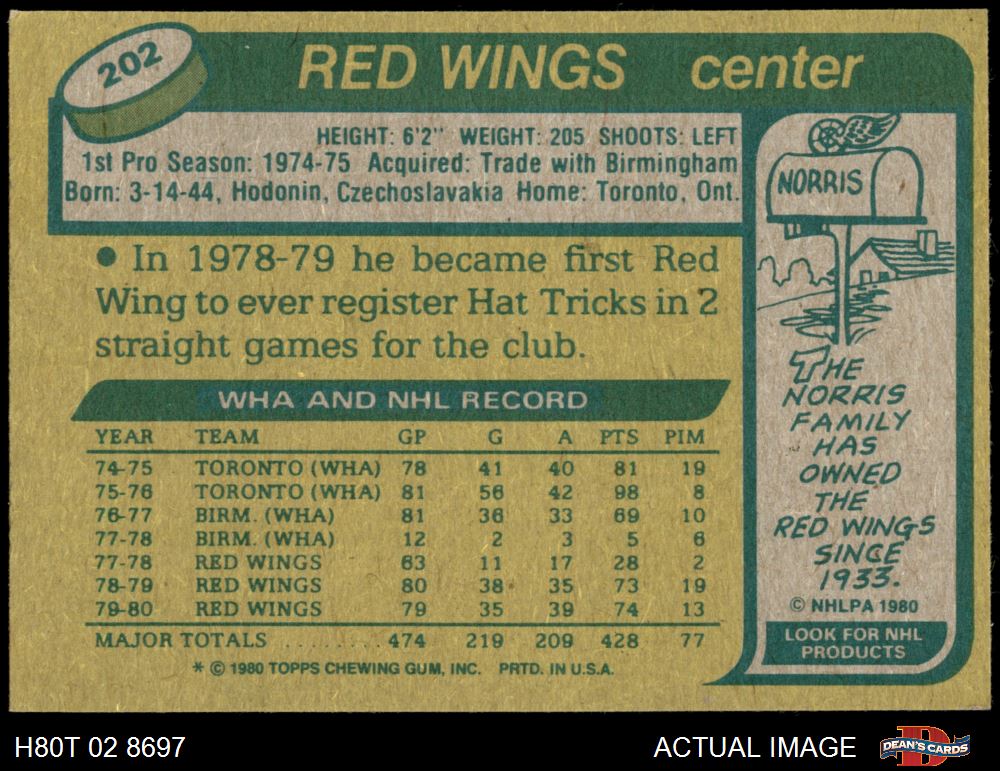 202
RED WINGS center
HEIGHT: 6'2" WEIGHT: 205 SHOOTS: LEFT
1st Pro Season: 1974-75 Acquired: Trade with Birmingham
Born: 3-14-44, Hodonin, Czechoslavakia Home: Toronto, Ont.
● In 1978-79 he became first Red
Wing to ever register Hat Tricks in 2
straight games for the club.
WHA AND NHL RECORD
YEAR TEAM GP G A PTS PIM
74-75 TORONTO (WHA) 78 41 40 81 19
75-76 TORONTO (WHA) 81 56 42 98 8
76-77 BIRM. (WHA) 81 36 33 69 10
77-78 BIRM. (WHA) 12 2 3 5 6
77-78 RED WINGS 63 11 17 28 2
78-79 RED WINGS 80 38 35 73 19
79-80 RED WINGS 79 35 39 74 13
MAJOR TOTALS ........ 474 219 209 428 77
* © 1980 TOPPS CHEWING GUM, INC. PRTD. IN U.S.A.
NORRIS
THE
NORRIS
FAMILY
HAS
OWNED
THE
RED WINGS
SINCE
1933.
© NHLPA 1980
LOOK FOR NHL
PRODUCTS
H80T 02 8697
ACTUAL IMAGE
DEAN'S CARDS